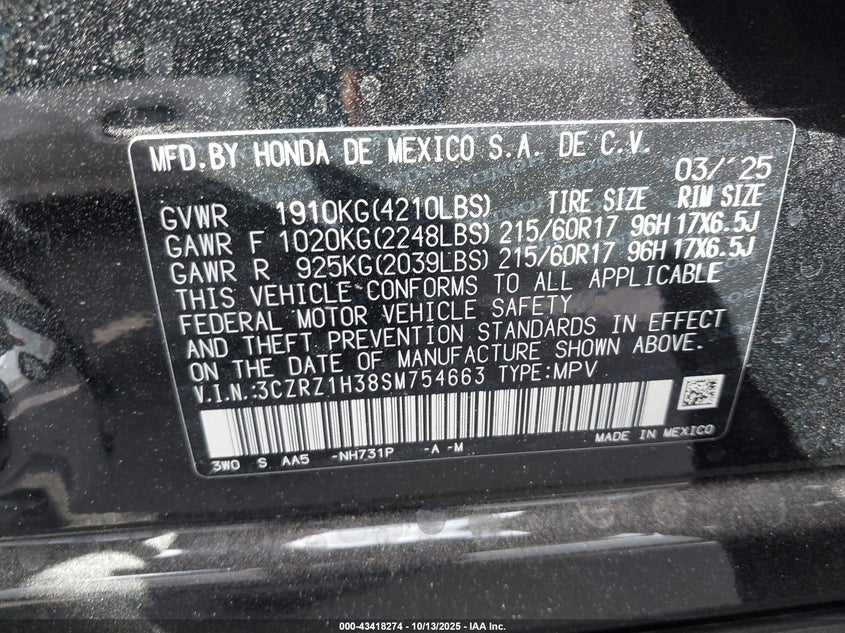 MFD.BY HONDA DE MEXICO S.A. DE C.V.
03/'25
TIRE SIZE RIM SIZE
GVWR 1910KG(4210LBS)
GAWR F 1020KG(2248LBS) 215/60R17 96H 17X6.5J
GAWR R 925KG(2039LBS) 215/60R17 96H 17X6.5J
THIS VEHICLE CONFORMS TO ALL APPLICABLE
FEDERAL MOTOR VEHICLE SAFETY
AND THEFT PREVENTION STANDARDS IN EFFECT
ON THE DATE OF MANUFACTURE SHOWN ABOVE.
V.I.N.:3CZRZ1H38SM754663 TYPE:MPV
3W0 S AA5 -NH731P -A -M
MADE IN MEXICO
000-43418274 - 10/13/2025 - IAA Inc.